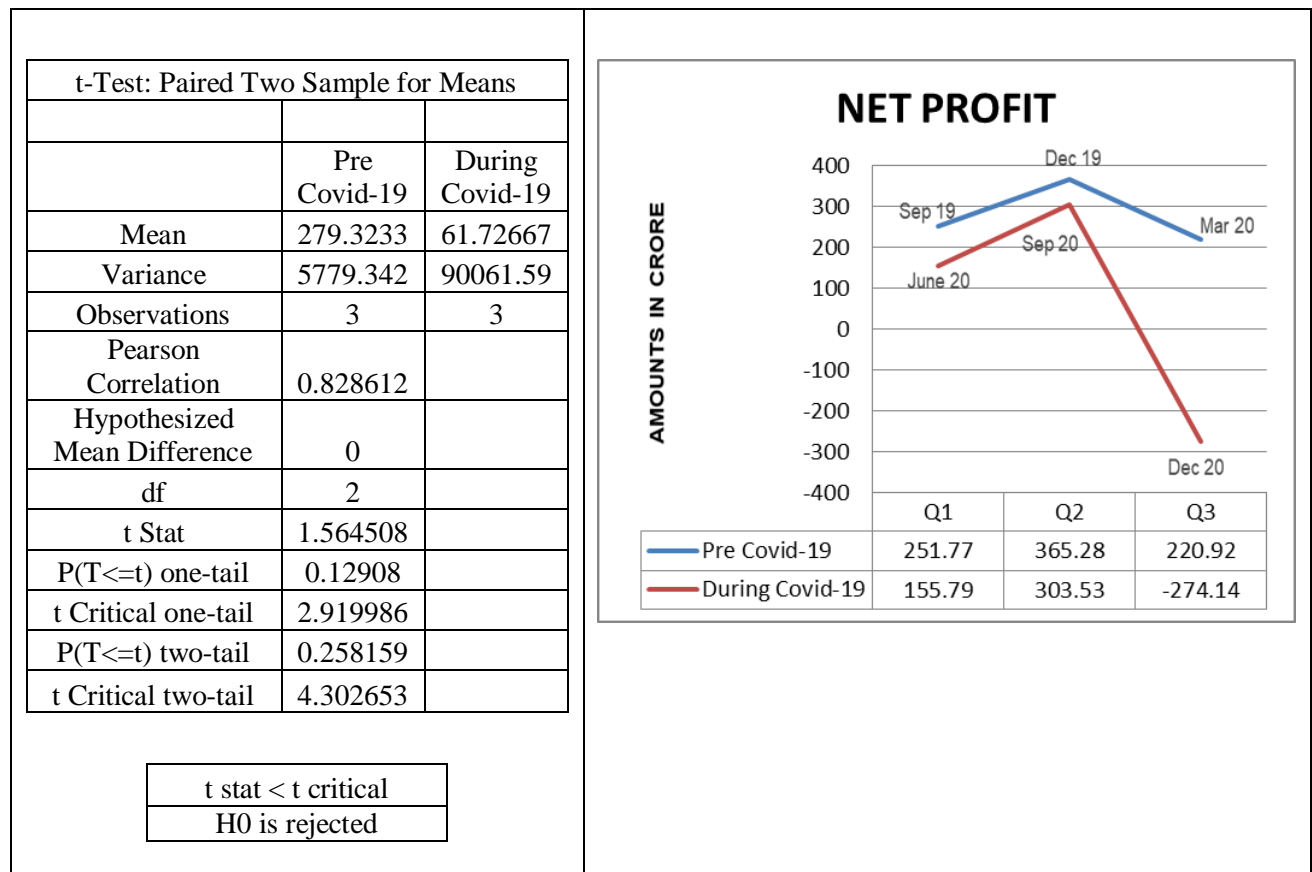 t-Test: Paired Two Sample for Means
Pre Covid-19 During Covid-19
Mean 279.3233 61.72667
Variance 5779.342 90061.59
Observations 3 3
Pearson
Correlation 0.828612
Hypothesized
Mean Difference 0
df 2
t Stat 1.564508
P(T<=t) one-tail 0.12908
t Critical one-tail 2.919986
P(T<=t) two-tail 0.258159
t Critical two-tail 4.302653
t stat < t critical
H0 is rejected
NET PROFIT
AMOUNTS IN CRORE
400
300
200
100
0
-100
-200
-300
-400
Sep 19
Dec 19
Mar 20
June 20
Sep 20
Dec 20
Q1 Q2 Q3
Pre Covid-19 251.77 365.28 220.92
During Covid-19 155.79 303.53 -274.14